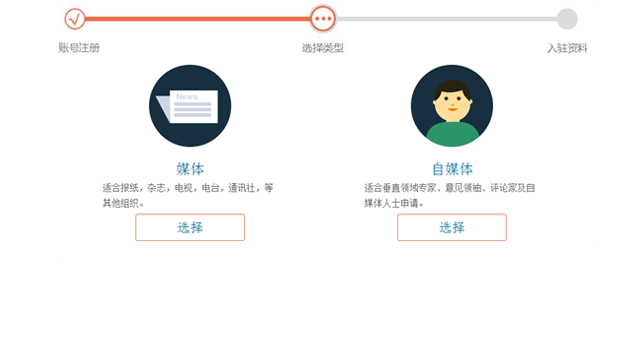 账号注册
选择类型
入驻资料
News
媒体
自媒体
适合报纸，杂志，电视，电台，通讯社，等
其他组织。
适合垂直领域专家、意见领袖、评论家及自
媒体人士申请。
选择
选择